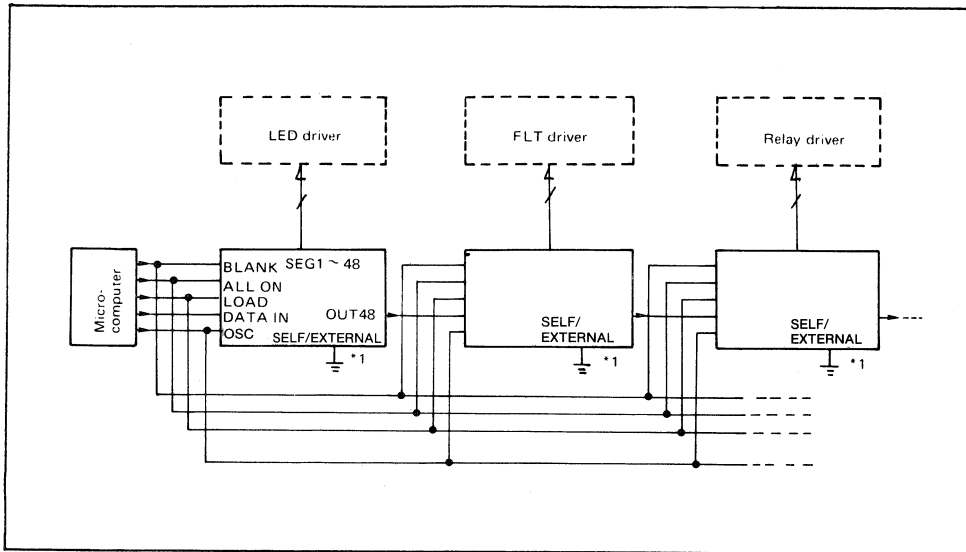 LED driver
FLT driver
Relay driver
Micro-
computer
BLANK SEG1 ~ 48
ALL ON
LOAD
DATA IN OUT48
OSC
SELF/EXTERNAL
*1
SELF/
EXTERNAL
*1
SELF/
EXTERNAL
*1